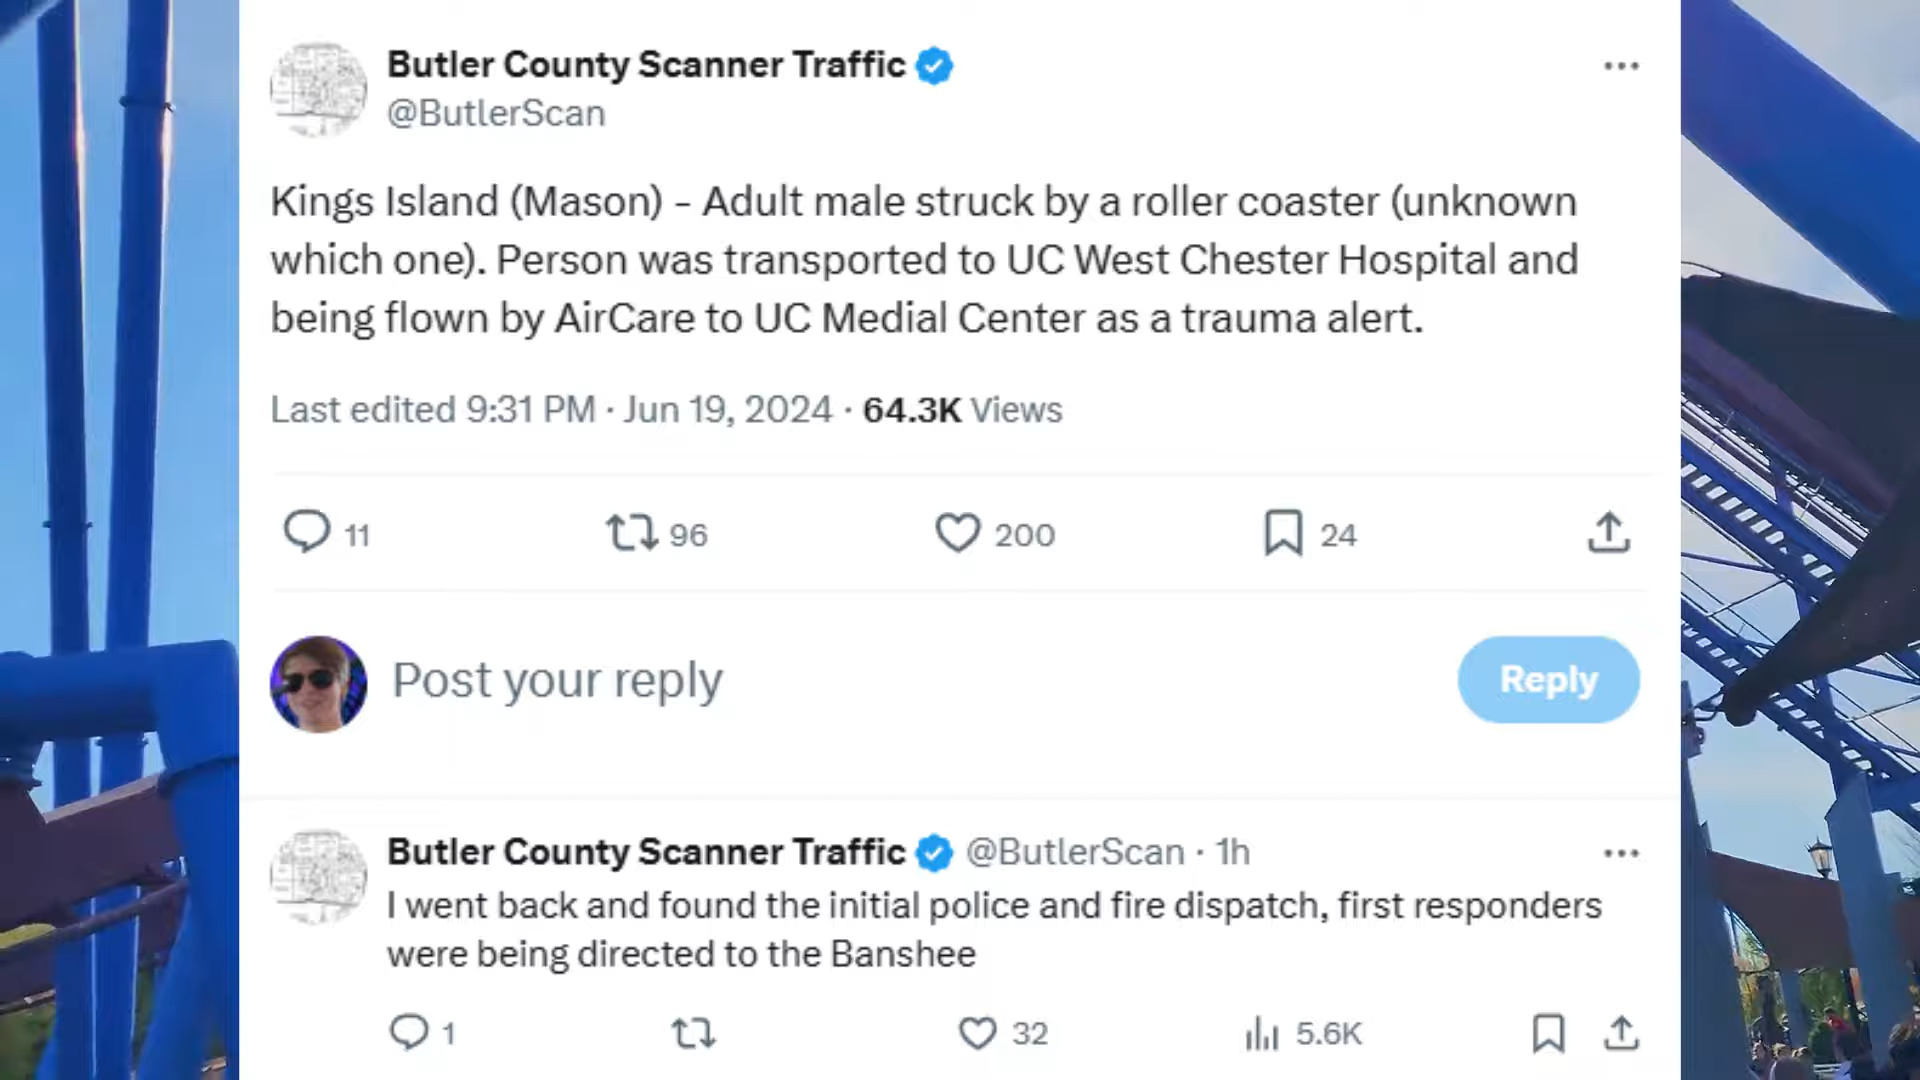 Butler County Scanner Traffic
@ButlerScan
Kings Island (Mason) - Adult male struck by a roller coaster (unknown
which one). Person was transported to UC West Chester Hospital and
being flown by AirCare to UC Medial Center as a trauma alert.
Last edited 9:31 PM · Jun 19, 2024 · 64.3K Views
11 96 200 24
Post your reply
Reply
Butler County Scanner Traffic @ButlerScan · 1h
I went back and found the initial police and fire dispatch, first responders
were being directed to the Banshee
1 32 5.6K